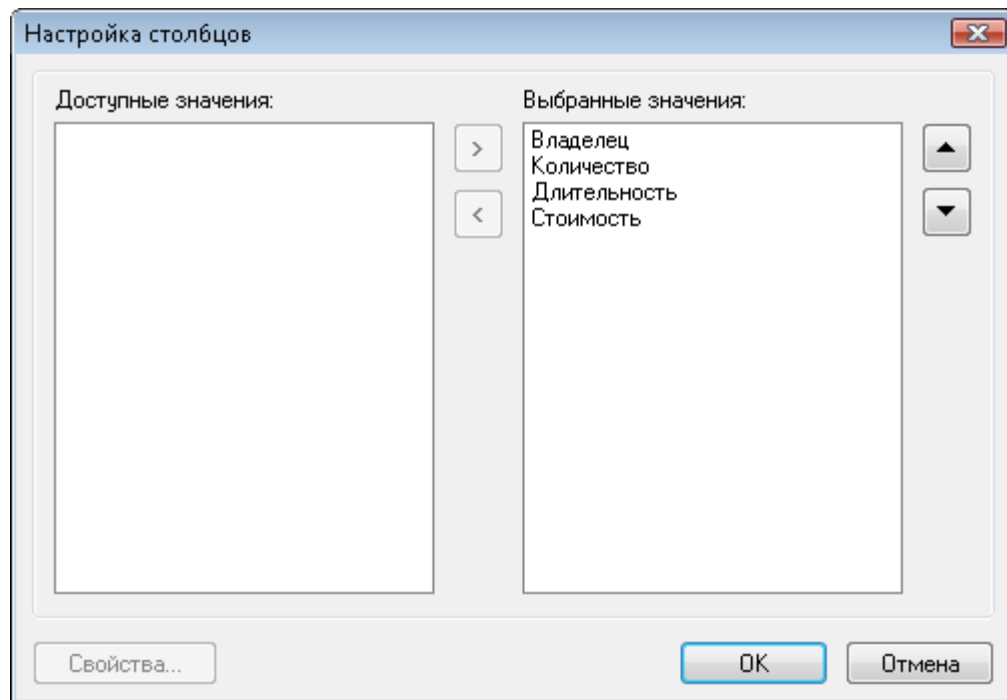 Настройка столбцов
Доступные значения:
Выбранные значения:
Владелец
Количество
Длительность
Стоимость
Свойства...
OK
Отмена